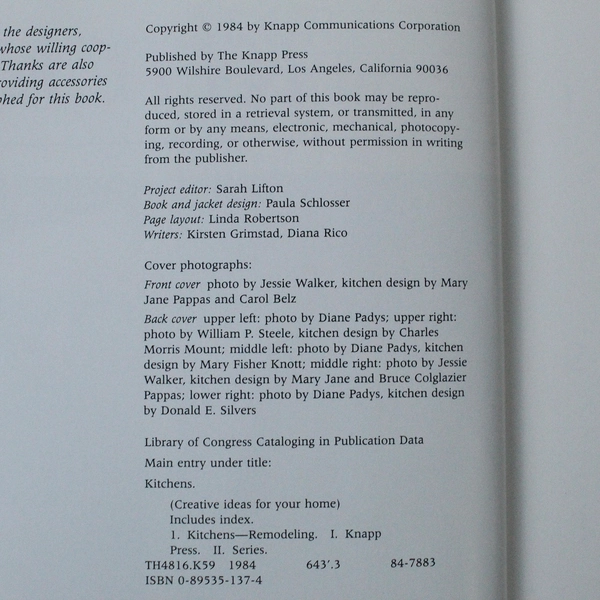 the designers,
whose willing coop-
Thanks are also
roviding accessories
phed for this book.
Copyright © 1984 by Knapp Communications Corporation
Published by The Knapp Press
5900 Wilshire Boulevard, Los Angeles, California 90036
All rights reserved. No part of this book may be repro-
duced, stored in a retrieval system, or transmitted, in any
form or by any means, electronic, mechanical, photocopy-
ing, recording, or otherwise, without permission in writing
from the publisher.
Project editor: Sarah Lifton
Book and jacket design: Paula Schlosser
Page layout: Linda Robertson
Writers: Kirsten Grimstad, Diana Rico
Cover photographs:
Front cover photo by Jessie Walker, kitchen design by Mary
Jane Pappas and Carol Belz
Back cover upper left: photo by Diane Padys; upper right:
photo by William P. Steele, kitchen design by Charles
Morris Mount; middle left: photo by Diane Padys, kitchen
design by Mary Fisher Knott; middle right: photo by Jessie
Walker, kitchen design by Mary Jane and Bruce Colglazier
Pappas; lower right: photo by Diane Padys, kitchen design
by Donald E. Silvers
Library of Congress Cataloging in Publication Data
Main entry under title:
Kitchens.
(Creative ideas for your home)
Includes index.
1. Kitchens—Remodeling. I. Knapp
Press. II. Series.
TH4816.K59 1984 643'.3 84-7883
ISBN 0-89535-137-4